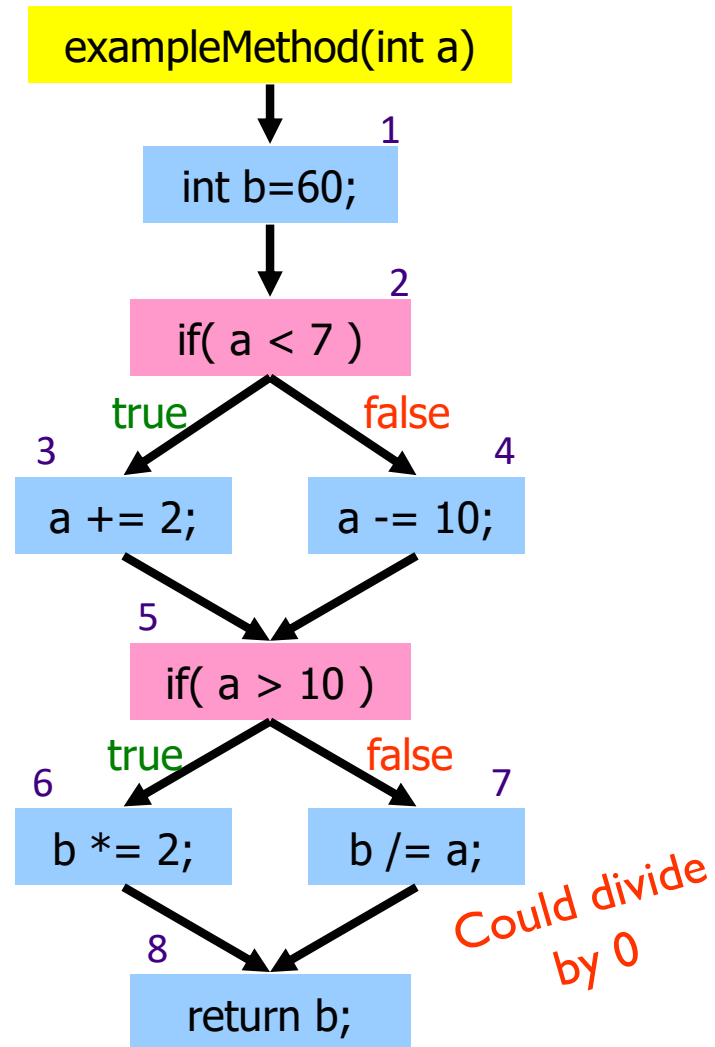 exampleMethod(int a)
1
int b=60;
2
if( a < 7 )
true false
3 4
a += 2; a -= 10;
5
if( a > 10 )
true false
6 7
b *= 2; b /= a;
Could divide
by 0
8
return b;